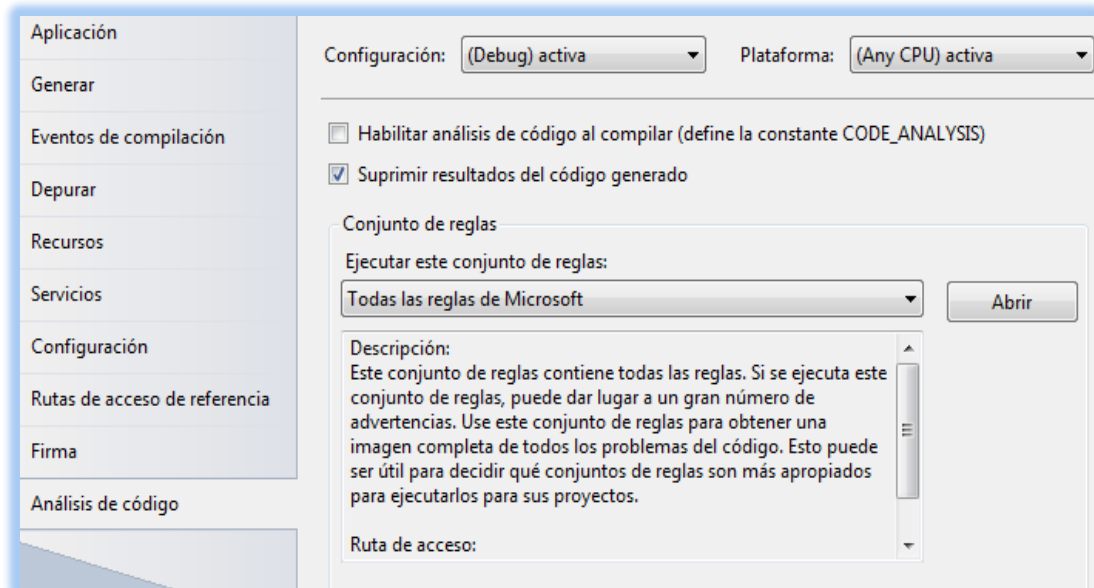 Aplicación
Generar
Eventos de compilación
Depurar
Recursos
Servicios
Configuración
Rutas de acceso de referencia
Firma
Análisis de código
Configuración: (Debug) activa Plataforma: (Any CPU) activa
Habilitar análisis de código al compilar (define la constante CODE_ANALYSIS)
Suprimir resultados del código generado
Conjunto de reglas
Ejecutar este conjunto de reglas:
Todas las reglas de Microsoft Abrir
Descripción:
Este conjunto de reglas contiene todas las reglas. Si se ejecuta este
conjunto de reglas, puede dar lugar a un gran número de
advertencias. Use este conjunto de reglas para obtener una
imagen completa de todos los problemas del código. Esto puede
ser útil para decidir qué conjuntos de reglas son más apropiados
para ejecutarlos para sus proyectos.
Ruta de acceso: